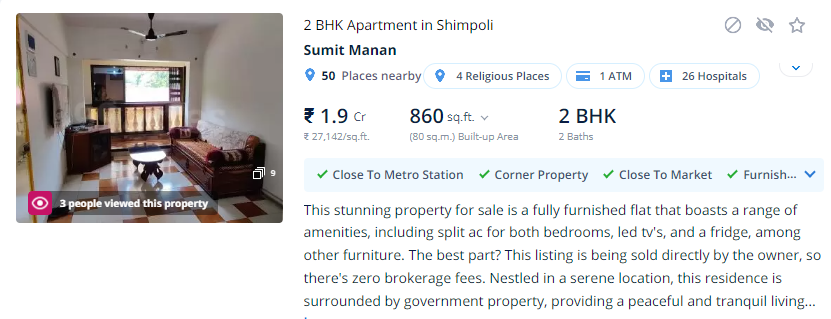 2 BHK Apartment in Shimpoli
Sumit Manan
50 Places nearby
4 Religious Places
1 ATM
26 Hospitals
₹ 1.9 Cr
₹ 27,142/sq.ft.
860 sq.ft.
(80 sq.m.) Built-up Area
2 BHK
2 Baths
9
3 people viewed this property
Close To Metro Station
Corner Property
Close To Market
Furnish...
This stunning property for sale is a fully furnished flat that boasts a range of
amenities, including split ac for both bedrooms, led tv's, and a fridge, among
other furniture. The best part? This listing is being sold directly by the owner, so
there's zero brokerage fees. Nestled in a serene location, this residence is
surrounded by government property, providing a peaceful and tranquil living...